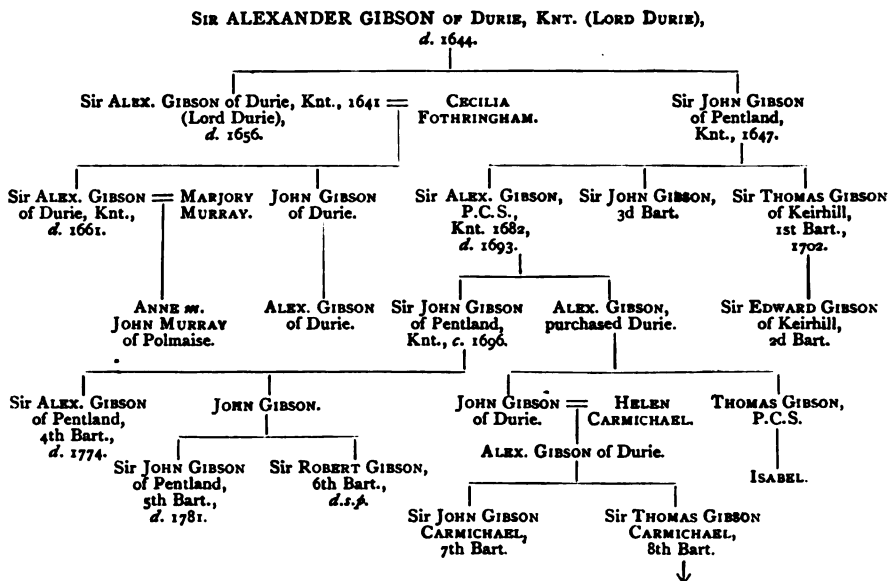 Sir ALEXANDER GIBSON of Durie, Knt. (Lord Durie),
d. 1644.
Sir Alex. Gibson of Durie, Knt., 1641 =
(Lord Durie),
d. 1656.
Cecilia
Fothringham.
Sir John Gibson
of Pentland,
Knt., 1647.
Sir Alex. Gibson =
of Durie, Knt.,
d. 1661.
Marjory
Murray.
John Gibson
of Durie.
Sir Alex. Gibson,
P.C.S.,
Knt. 1682,
d. 1693.
Sir John Gibson,
3d Bart.
Sir Thomas Gibson
of Keirhill,
1st Bart.,
1702.
Anne m.
John Murray
of Polmaise.
Alex. Gibson
of Durie.
Sir John Gibson
of Pentland,
Knt., c. 1696.
Alex. Gibson,
purchased Durie.
Sir Edward Gibson
of Keirhill,
2d Bart.
Sir Alex. Gibson
of Pentland,
4th Bart.,
d. 1774.
John Gibson.
John Gibson =
of Durie.
Helen
Carmichael.
Thomas Gibson,
P.C.S.
Sir John Gibson
of Pentland,
5th Bart.,
d. 1781.
Sir Robert Gibson,
6th Bart.,
d.s.p.
Alex. Gibson of Durie.
Isabel.
Sir John Gibson
Carmichael,
7th Bart.
Sir Thomas Gibson
Carmichael,
8th Bart.